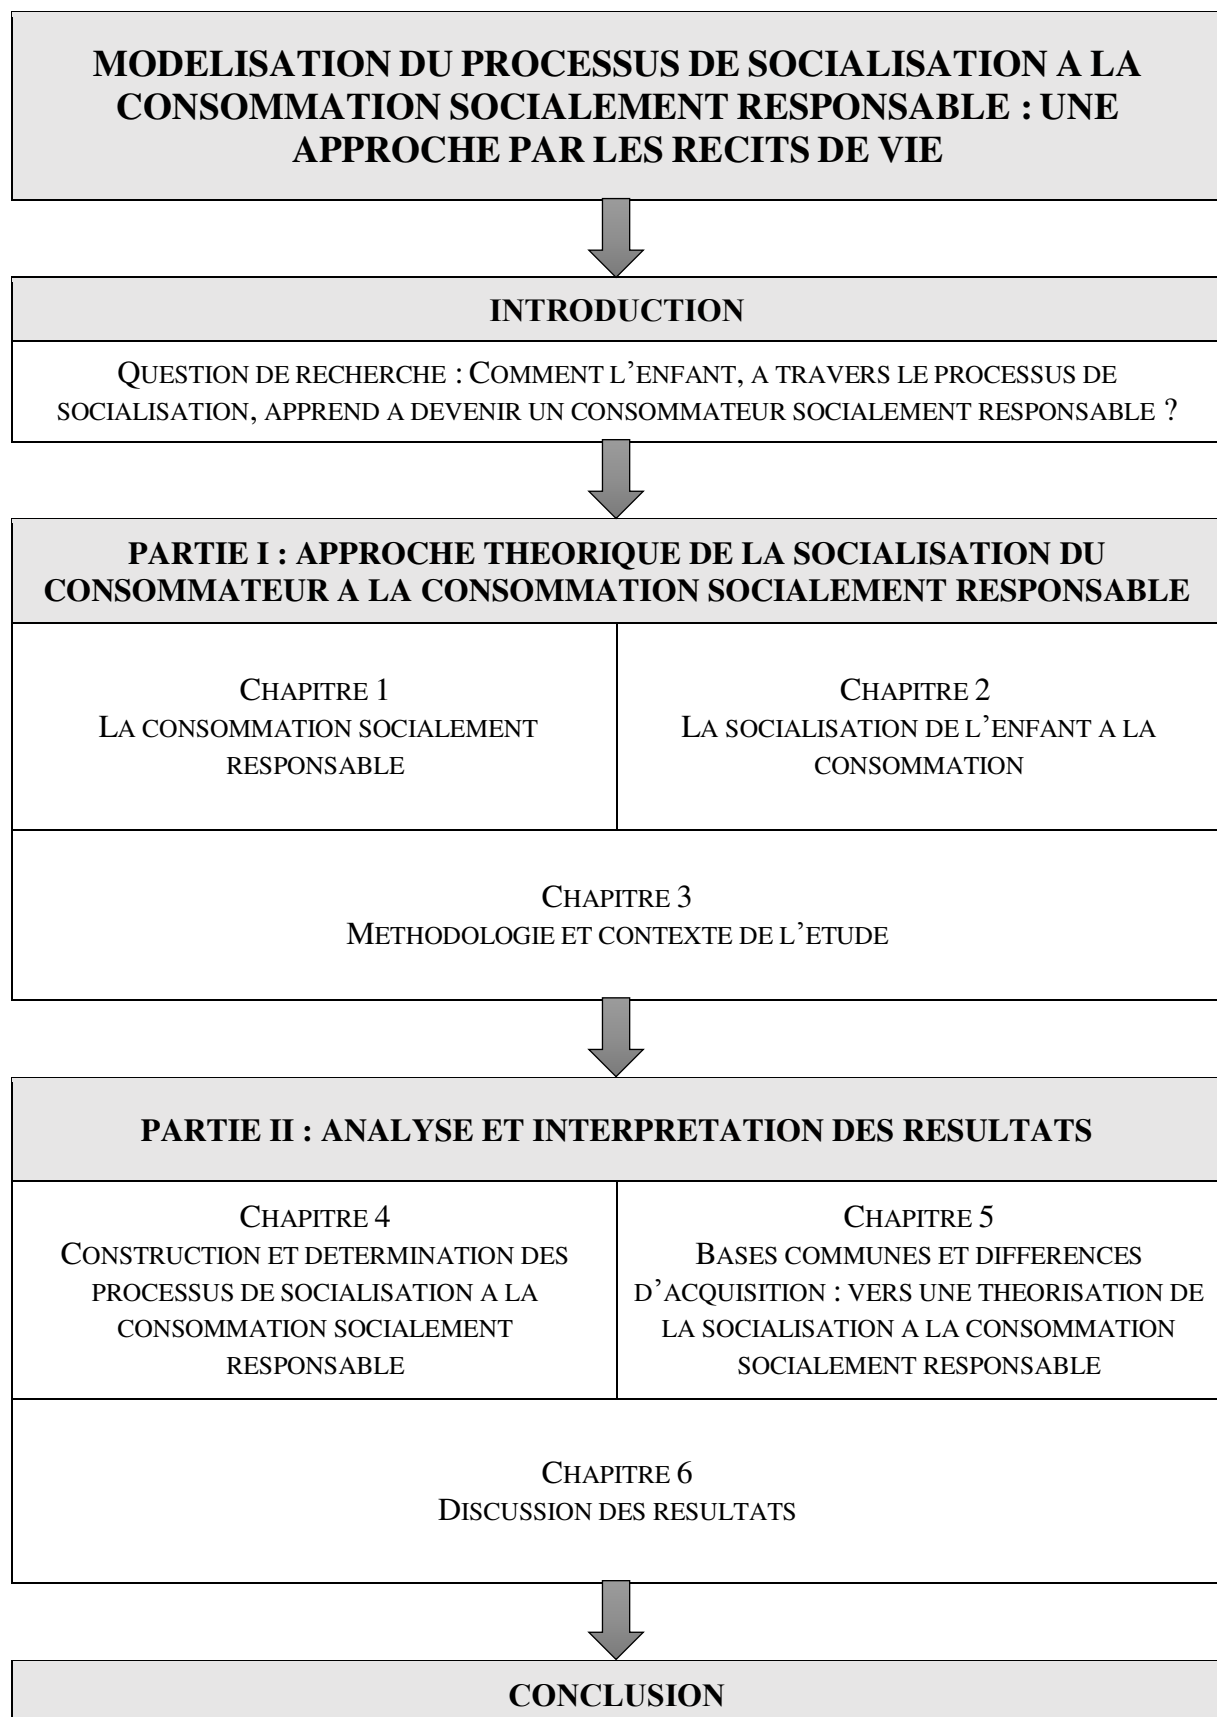 MODELISATION DU PROCESSUS DE SOCIALISATION A LA
CONSOMMATION SOCIALEMENT RESPONSABLE : UNE
APPROCHE PAR LES RECITS DE VIE
INTRODUCTION
QUESTION DE RECHERCHE : COMMENT L'ENFANT, A TRAVERS LE PROCESSUS DE
SOCIALISATION, APPREND A DEVENIR UN CONSOMMATEUR SOCIALEMENT RESPONSABLE ?
PARTIE I : APPROCHE THEORIQUE DE LA SOCIALISATION DU
CONSOMMATEUR A LA CONSOMMATION SOCIALEMENT RESPONSABLE
CHAPITRE 1
LA CONSOMMATION SOCIALEMENT
RESPONSABLE
CHAPITRE 2
LA SOCIALISATION DE L'ENFANT A LA
CONSOMMATION
CHAPITRE 3
METHODOLOGIE ET CONTEXTE DE L'ETUDE
PARTIE II : ANALYSE ET INTERPRETATION DES RESULTATS
CHAPITRE 4
CONSTRUCTION ET DETERMINATION DES
PROCESSUS DE SOCIALISATION A LA
CONSOMMATION SOCIALEMENT
RESPONSABLE
CHAPITRE 5
BASES COMMUNES ET DIFFERENCES
D'ACQUISITION : VERS UNE THEORISATION DE
LA SOCIALISATION A LA CONSOMMATION
SOCIALEMENT RESPONSABLE
CHAPITRE 6
DISCUSSION DES RESULTATS
CONCLUSION